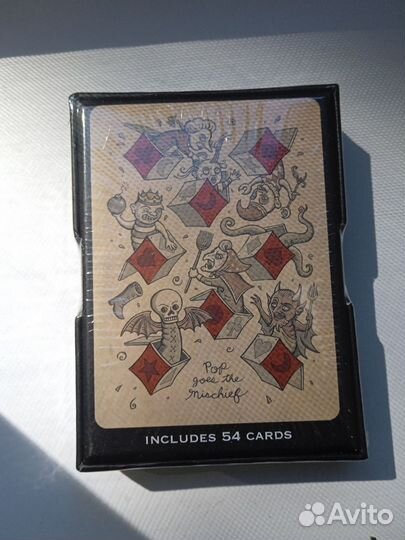 Pop
goes the
mischief
INCLUDES 54 CARDS
Avito